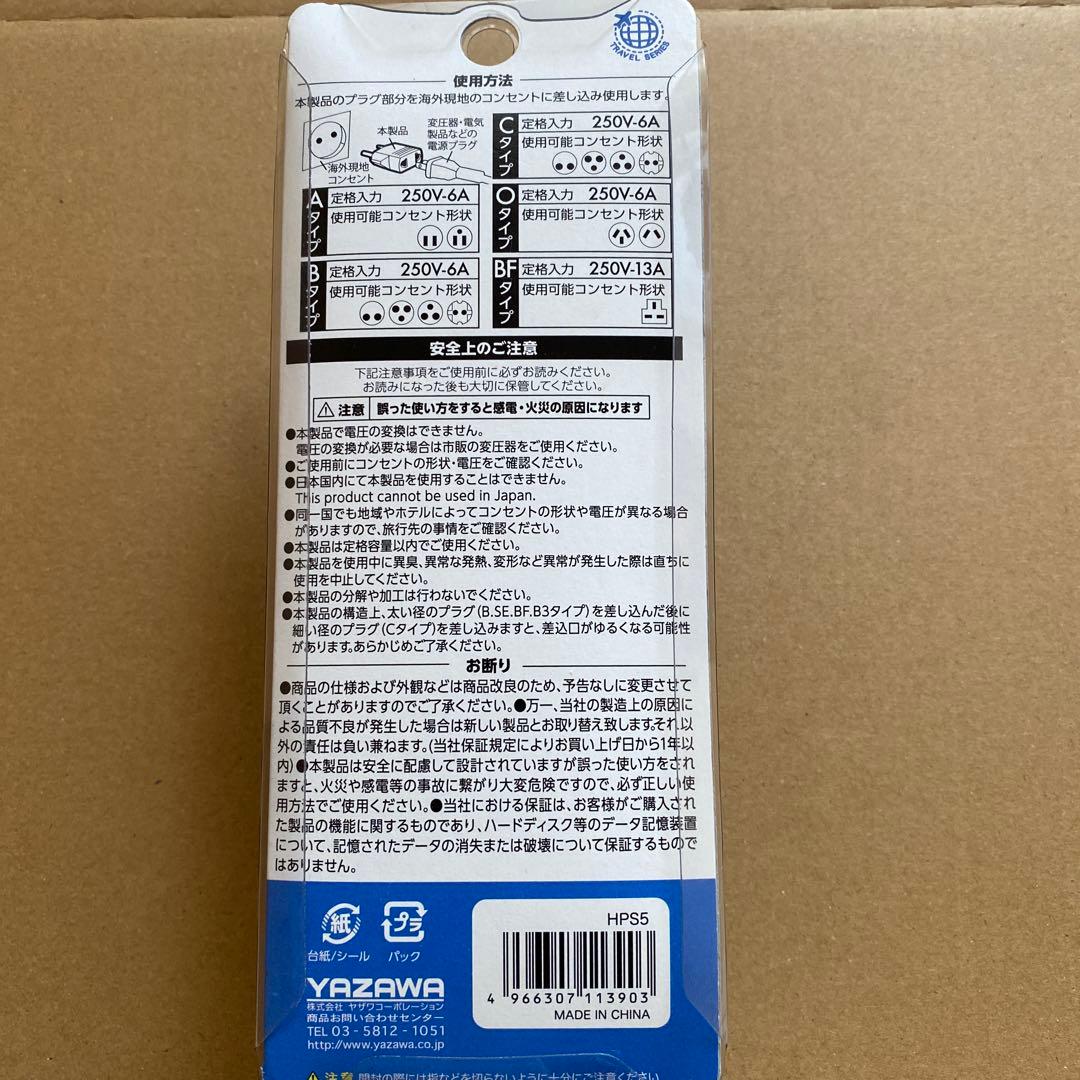 TRAVEL SERIES
使用方法
本製品のプラグ部分を海外現地のコンセントに差し込み使用します。
本製品
変圧器・電気
製品などの
電源プラグ
海外現地
コンセント
Cタイプ
定格入力 250V-6A
使用可能コンセント形状
Aタイプ
定格入力 250V-6A
使用可能コンセント形状
Oタイプ
定格入力 250V-6A
使用可能コンセント形状
Bタイプ
定格入力 250V-6A
使用可能コンセント形状
BFタイプ
定格入力 250V-13A
使用可能コンセント形状
安全上のご注意
下記注意事項をご使用前に必ずお読みください。
お読みになった後も大切に保管してください。
注意 誤った使い方をすると感電・火災の原因になります
●本製品で電圧の変換はできません。
電圧の変換が必要な場合は市販の変圧器をご使用ください。
●ご使用前にコンセントの形状・電圧をご確認ください。
●日本国内にて本製品を使用することはできません。
This product cannot be used in Japan.
●同一国でも地域やホテルによってコンセントの形状や電圧が異なる場合
がありますので、旅行先の事情をご確認ください。
●本製品は定格容量以内でご使用ください。
●本製品を使用中に異臭、異常な発熱、変形など異常が発生した際は直ちに
使用を中止してください。
●本製品の分解や加工は行わないでください。
●本製品の構造上、太い径のプラグ(B.SE.BF.B3タイプ)を差し込んだ後に
細い径のプラグ(Cタイプ)を差し込みますと、差込口がゆるくなる可能性
があります。あらかじめご了承ください。
お断り
●商品の仕様および外観などは商品改良のため、予告なしに変更させて
頂くことがありますのでご了承ください。●万一、当社の製造上の原因に
よる品質不良が発生した場合は新しい製品とお取り替え致します。それ以
外の責任は負い兼ねます。(当社保証規定によりお買い上げ日から1年以
内)●本製品は安全に配慮して設計されていますが誤った使い方をされ
ますと、火災や感電等の事故に繋がり大変危険ですので、必ず正しい使
用方法でご使用ください。●当社における保証は、お客様がご購入され
た製品の機能に関するものであり、ハードディスク等のデータ記憶装置
について、記憶されたデータの消失または破壊について保証するもので
はありません。
紙
プラ
台紙/シール パック
HPS5
4 966307 113903
MADE IN CHINA
YAZAWA
株式会社 ヤザワコーポレーション
商品お問い合わせセンター
TEL 03-5812-1051
http://www.yazawa.co.jp
注意 開封の際には指などを切らないように十分にご注意ください